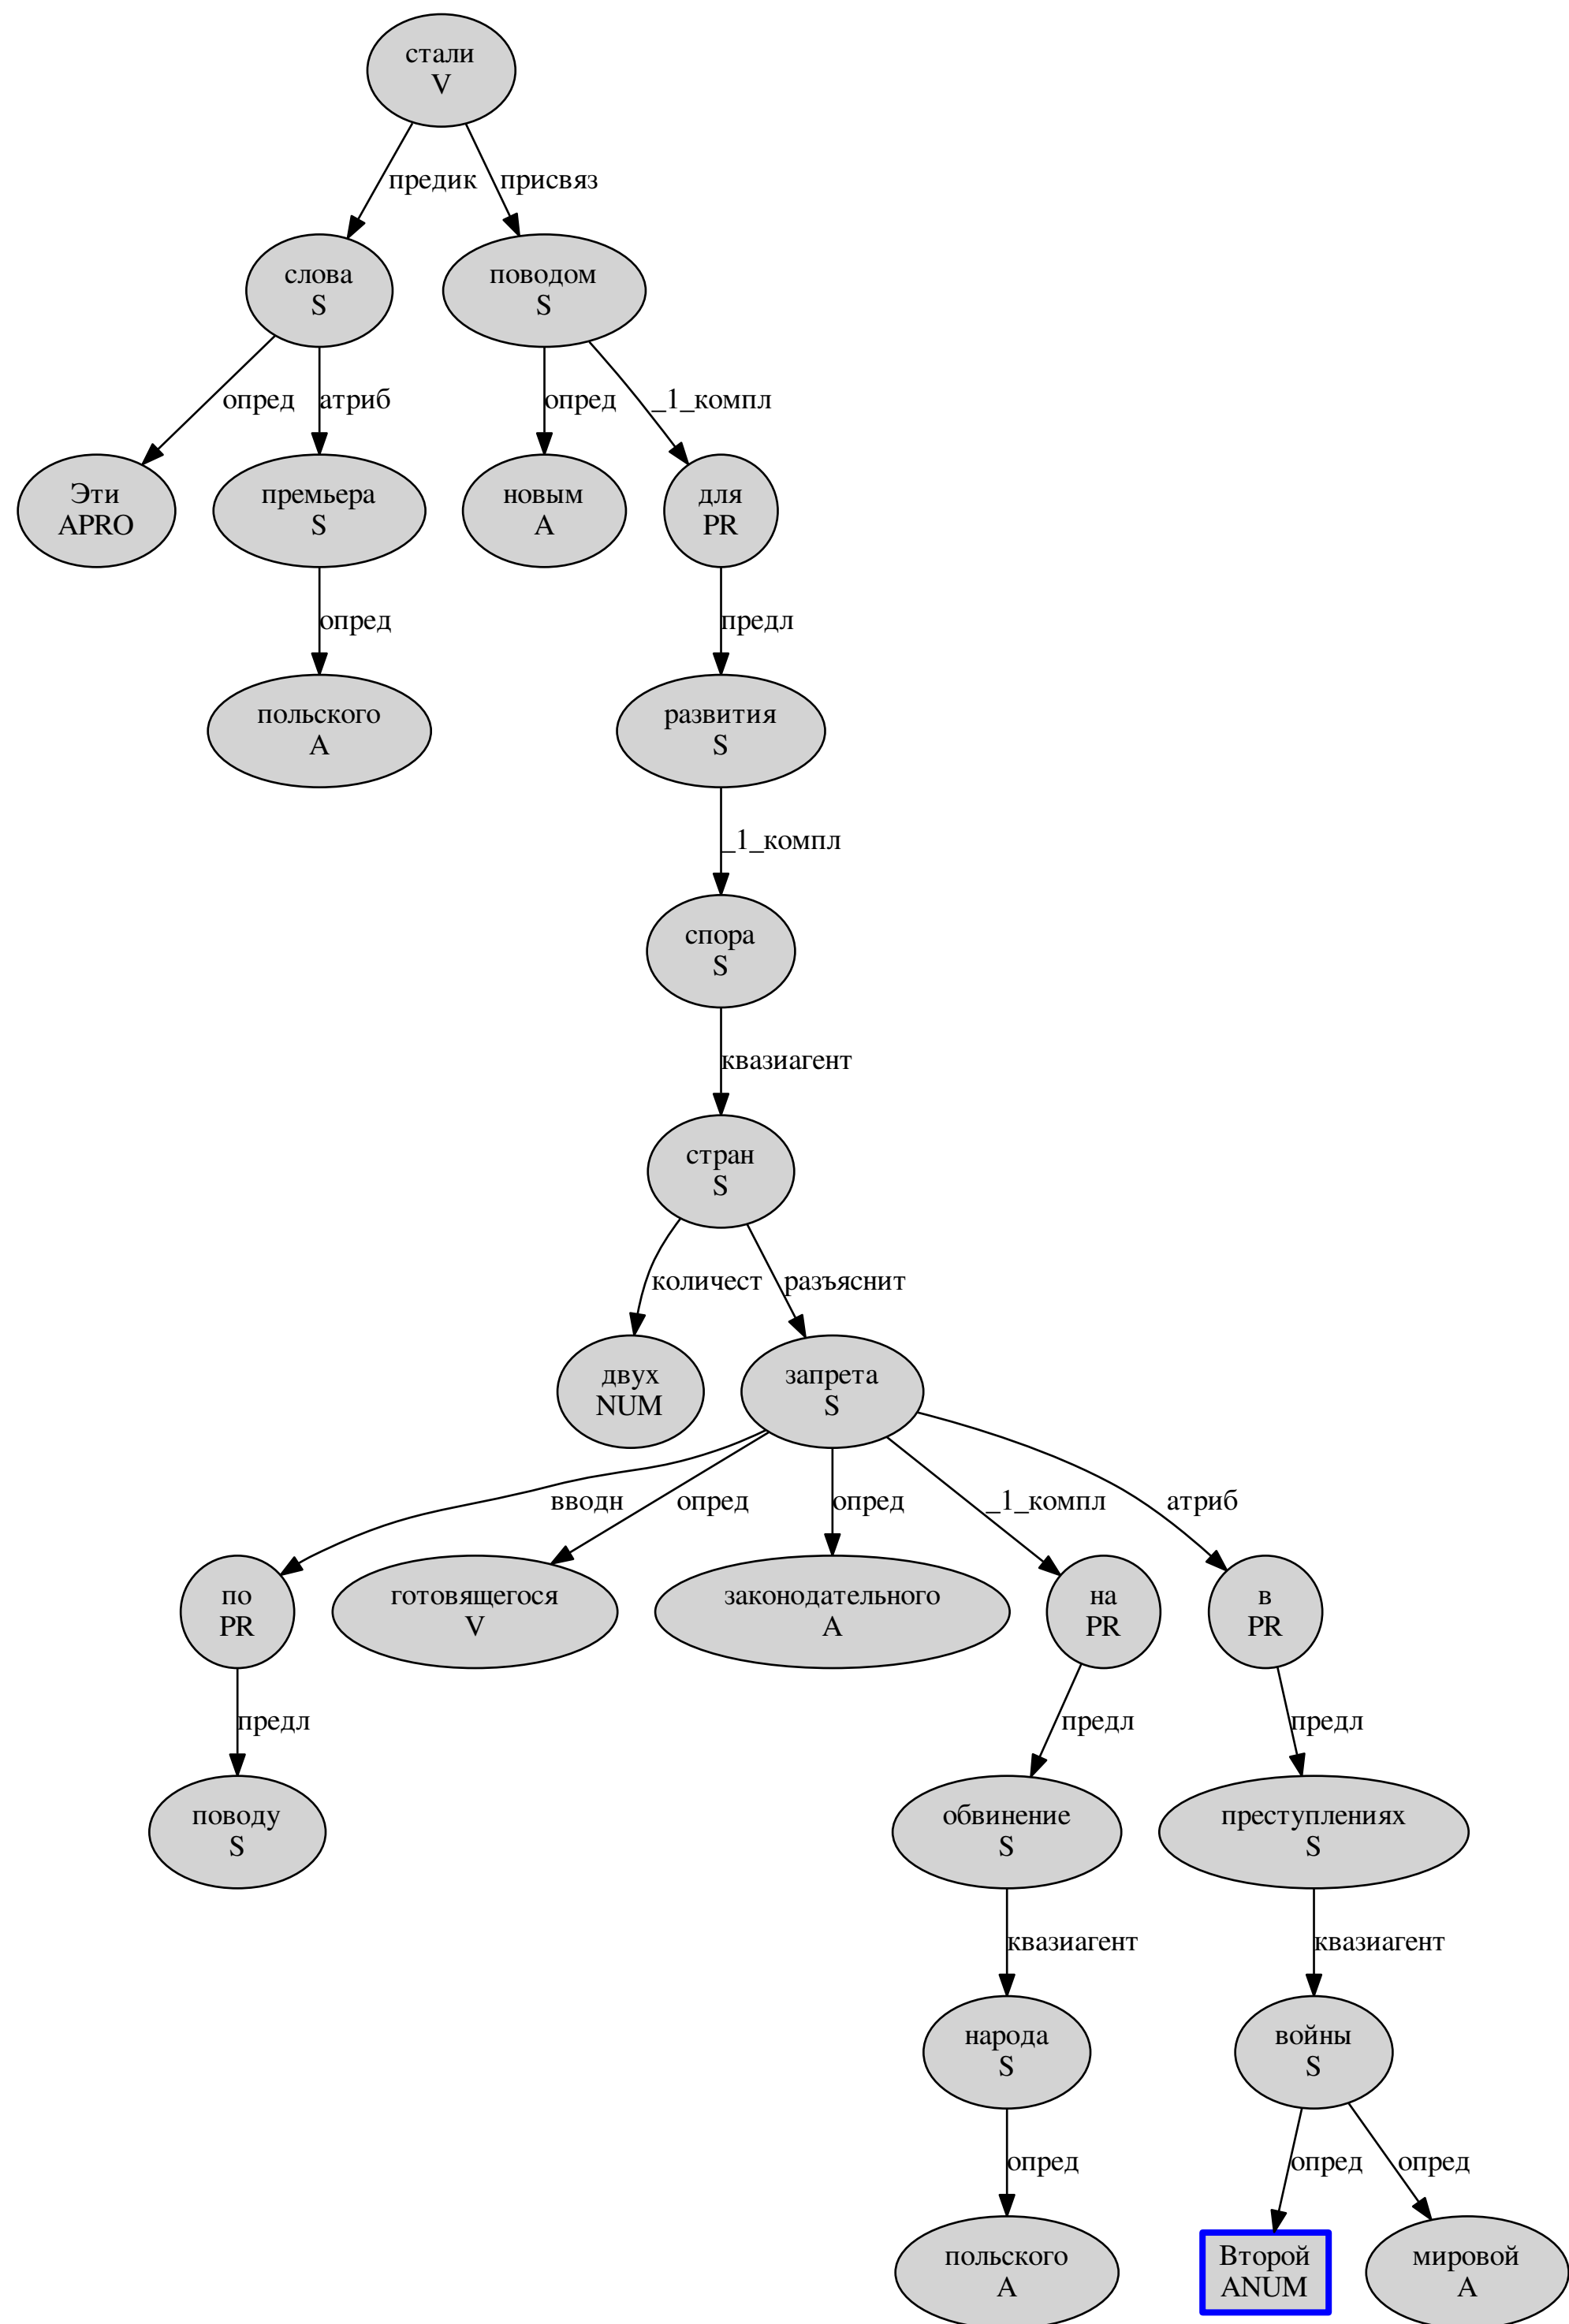 стали
V
предик
присвяз
слова
S
поводом
S
опред
атриб
опред
_1_компл
Эти
APRO
премьера
S
новым
A
для
PR
опред
предл
польского
A
развития
S
_1_компл
спора
S
квазиагент
стран
S
количест
разъяснит
двух
NUM
запрета
S
вводн
опред
опред
_1_компл
атриб
по
PR
готовящегося
V
законодательного
A
на
PR
в
PR
предл
предл
предл
поводу
S
обвинение
S
преступлениях
S
квазиагент
квазиагент
народа
S
войны
S
опред
опред
опред
польского
A
Второй
ANUM
мировой
A